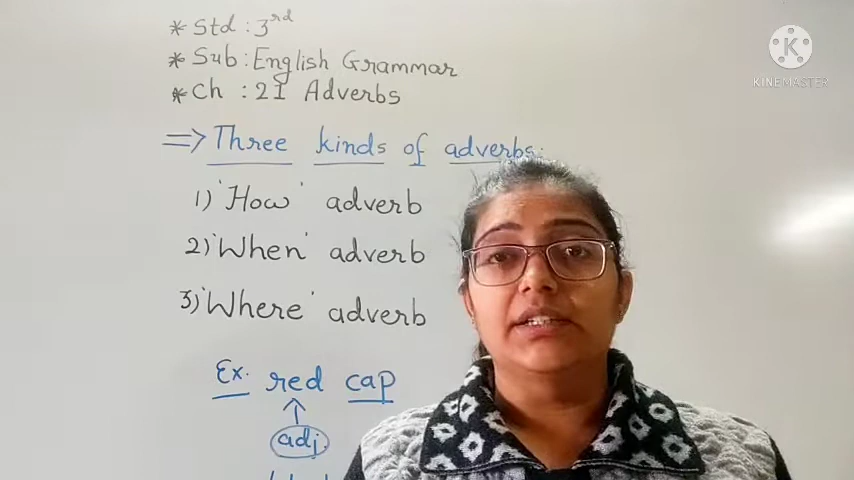 * Std : 3rd
* Sub : English Grammar
* Ch : 21 Adverbs
⇒ Three kinds of adverbs:
1) 'How' adverb
2) 'When' adverb
3) 'Where' adverb
Ex. red cap
adj
K
KINEMASTER